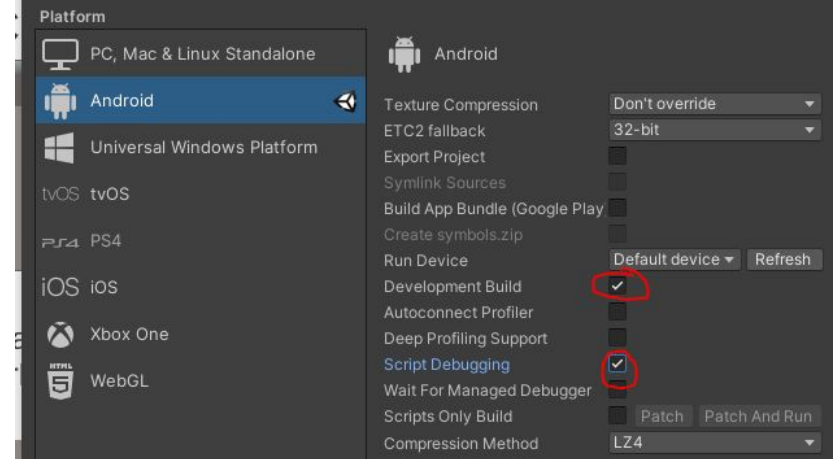 Platform
PC, Mac & Linux Standalone
Android
Universal Windows Platform
tvOS tvOS
PS4 PS4
iOS iOS
Xbox One
HTML
5 WebGL
Android
Texture Compression Don't override
ETC2 fallback 32-bit
Export Project
Symlink Sources
Build App Bundle (Google Play
Create symbols.zip
Run Device Default device Refresh
Development Build
Autoconnect Profiler
Deep Profiling Support
Script Debugging
Wait For Managed Debugger
Scripts Only Build Patch Patch And Run
Compression Method LZ4